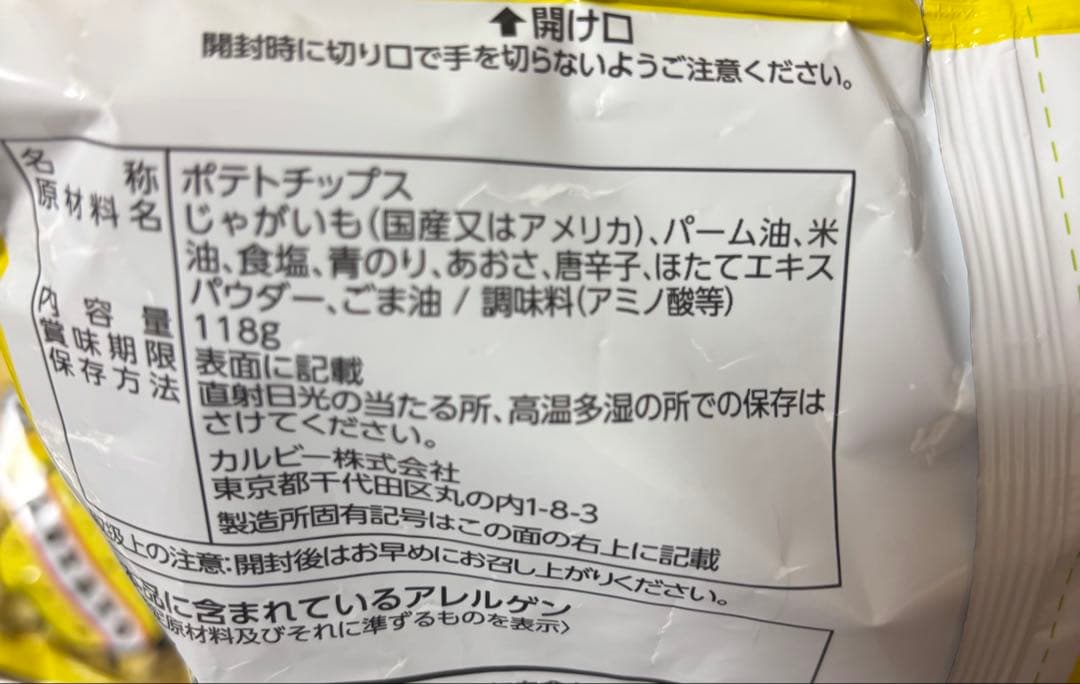 ↑開け口
開封時に切り口で手を切らないようご注意ください。
名称 ポテトチップス
原材料名 じゃがいも(国産又はアメリカ)、パーム油、米
油、食塩、青のり、あおさ、唐辛子、ほたてエキス
パウダー、ごま油 / 調味料(アミノ酸等)
内容量 118g
賞味期限 表面に記載
保存方法 直射日光の当たる所、高温多湿の所での保存は
さけてください。
カルビー株式会社
東京都千代田区丸の内1-8-3
製造所固有記号はこの面の右上に記載
扱上の注意:開封後はお早めにお召し上がりください。
品に含まれているアレルゲン
原材料及びそれに準ずるものを表示〉